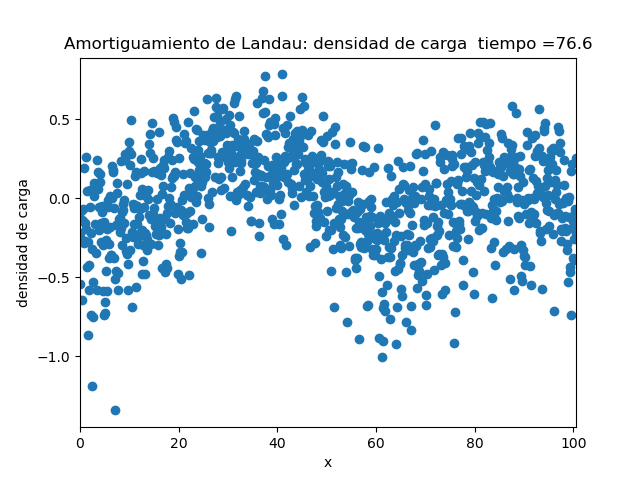 Amortiguamiento de Landau: densidad de carga  tiempo =76.6
densidad de carga
0.5
0.0
−0.5
−1.0
0 20 40 60 80 100
x